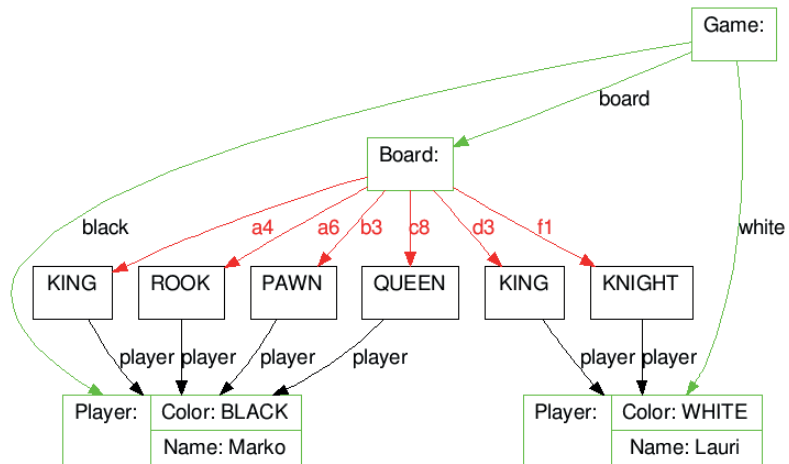 Game:
board
Board:
black
a4
a6
b3
c8
d3
f1
white
KING
ROOK
PAWN
QUEEN
KING
KNIGHT
player
player
player
player
player
player
Player:
Color: BLACK
Name: Marko
Player:
Color: WHITE
Name: Lauri